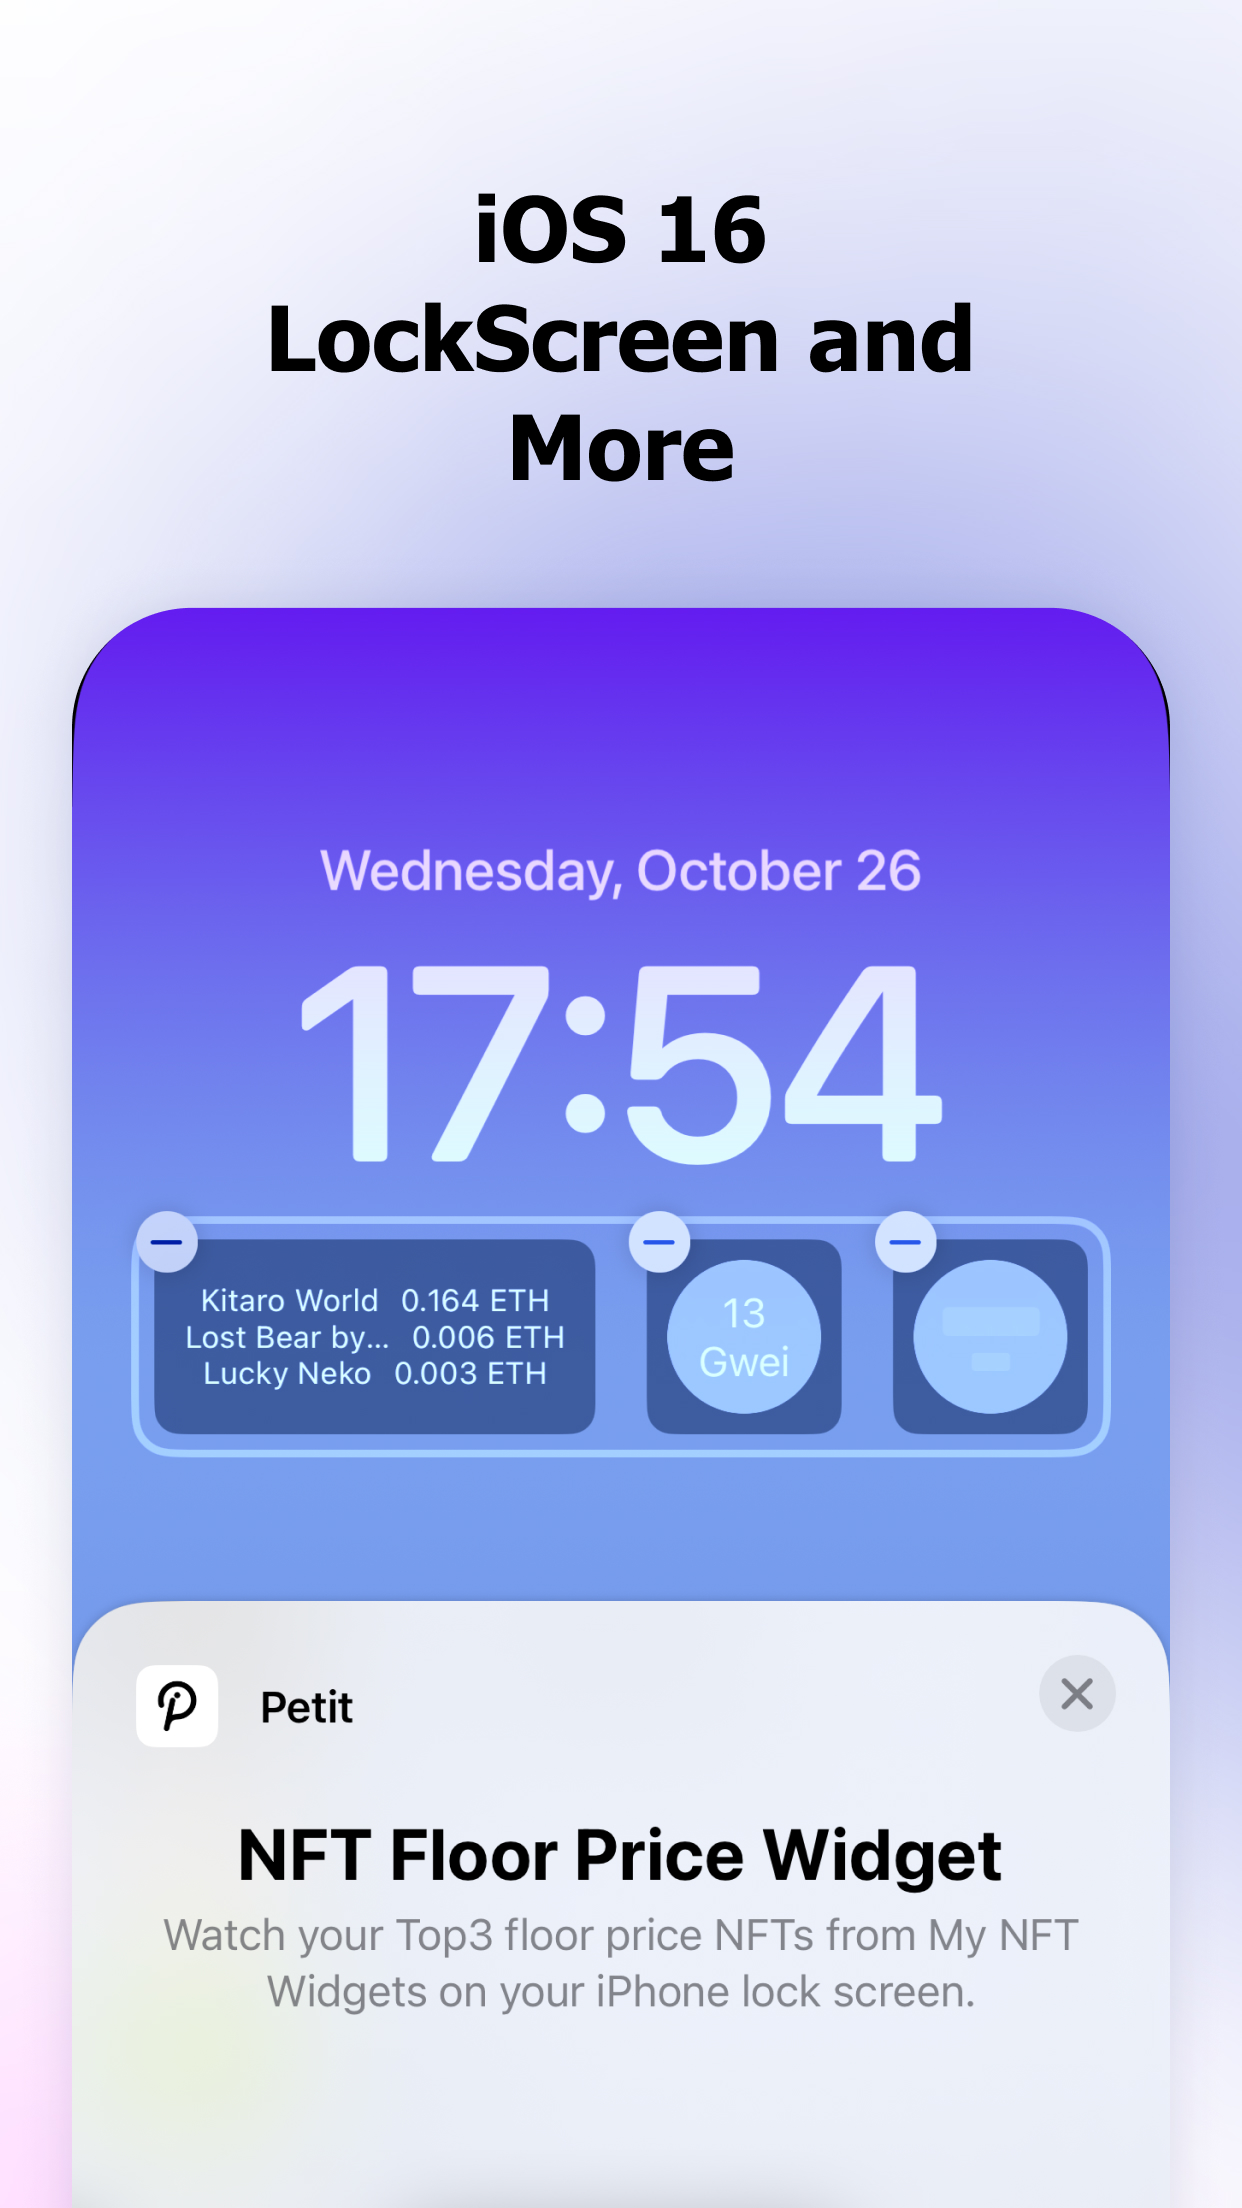 iOS 16
LockScreen and
More
Wednesday, October 26
17:54
Kitaro World 0.164 ETH
Lost Bear by... 0.006 ETH
Lucky Neko 0.003 ETH
13
Gwei
Petit
NFT Floor Price Widget
Watch your Top3 floor price NFTs from My NFT
Widgets on your iPhone lock screen.